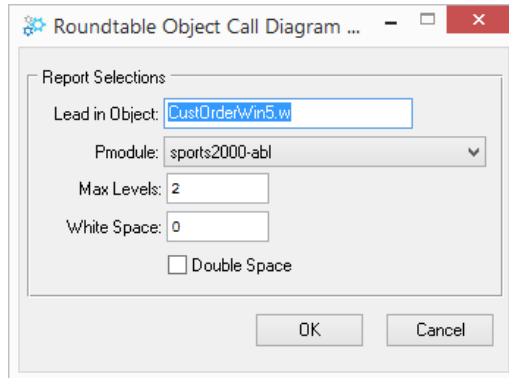 Roundtable Object Call Diagram ...
Report Selections
Lead in Object: CustOrderWin5.w
Pmodule: sports2000-abl
Max Levels: 2
White Space: 0
Double Space
OK Cancel